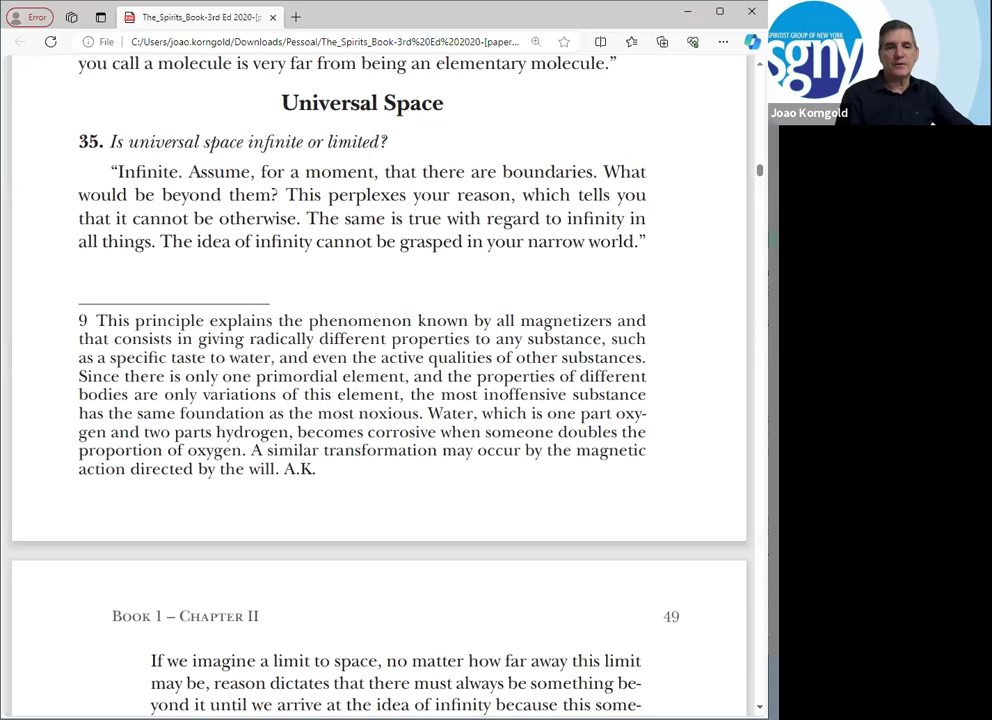 Error
The_Spirits_Book-3rd Ed 2020-[p
File
C:/Users/joao.korngold/Downloads/Pessoal/The_Spirits_Book-3rd%20Ed%202020-[paper...
SPIRITIST GROUP OF NEW YORK
sgny
Joao Korngold
you call a molecule is very far from being an elementary molecule.”
Universal Space
35. Is universal space infinite or limited?
“Infinite. Assume, for a moment, that there are boundaries. What
would be beyond them? This perplexes your reason, which tells you
that it cannot be otherwise. The same is true with regard to infinity in
all things. The idea of infinity cannot be grasped in your narrow world.”
9 This principle explains the phenomenon known by all magnetizers and
that consists in giving radically different properties to any substance, such
as a specific taste to water, and even the active qualities of other substances.
Since there is only one primordial element, and the properties of different
bodies are only variations of this element, the most inoffensive substance
has the same foundation as the most noxious. Water, which is one part oxy-
gen and two parts hydrogen, becomes corrosive when someone doubles the
proportion of oxygen. A similar transformation may occur by the magnetic
action directed by the will. A.K.
Book 1 – Chapter II 49
If we imagine a limit to space, no matter how far away this limit
may be, reason dictates that there must always be something be-
yond it until we arrive at the idea of infinity because this some-